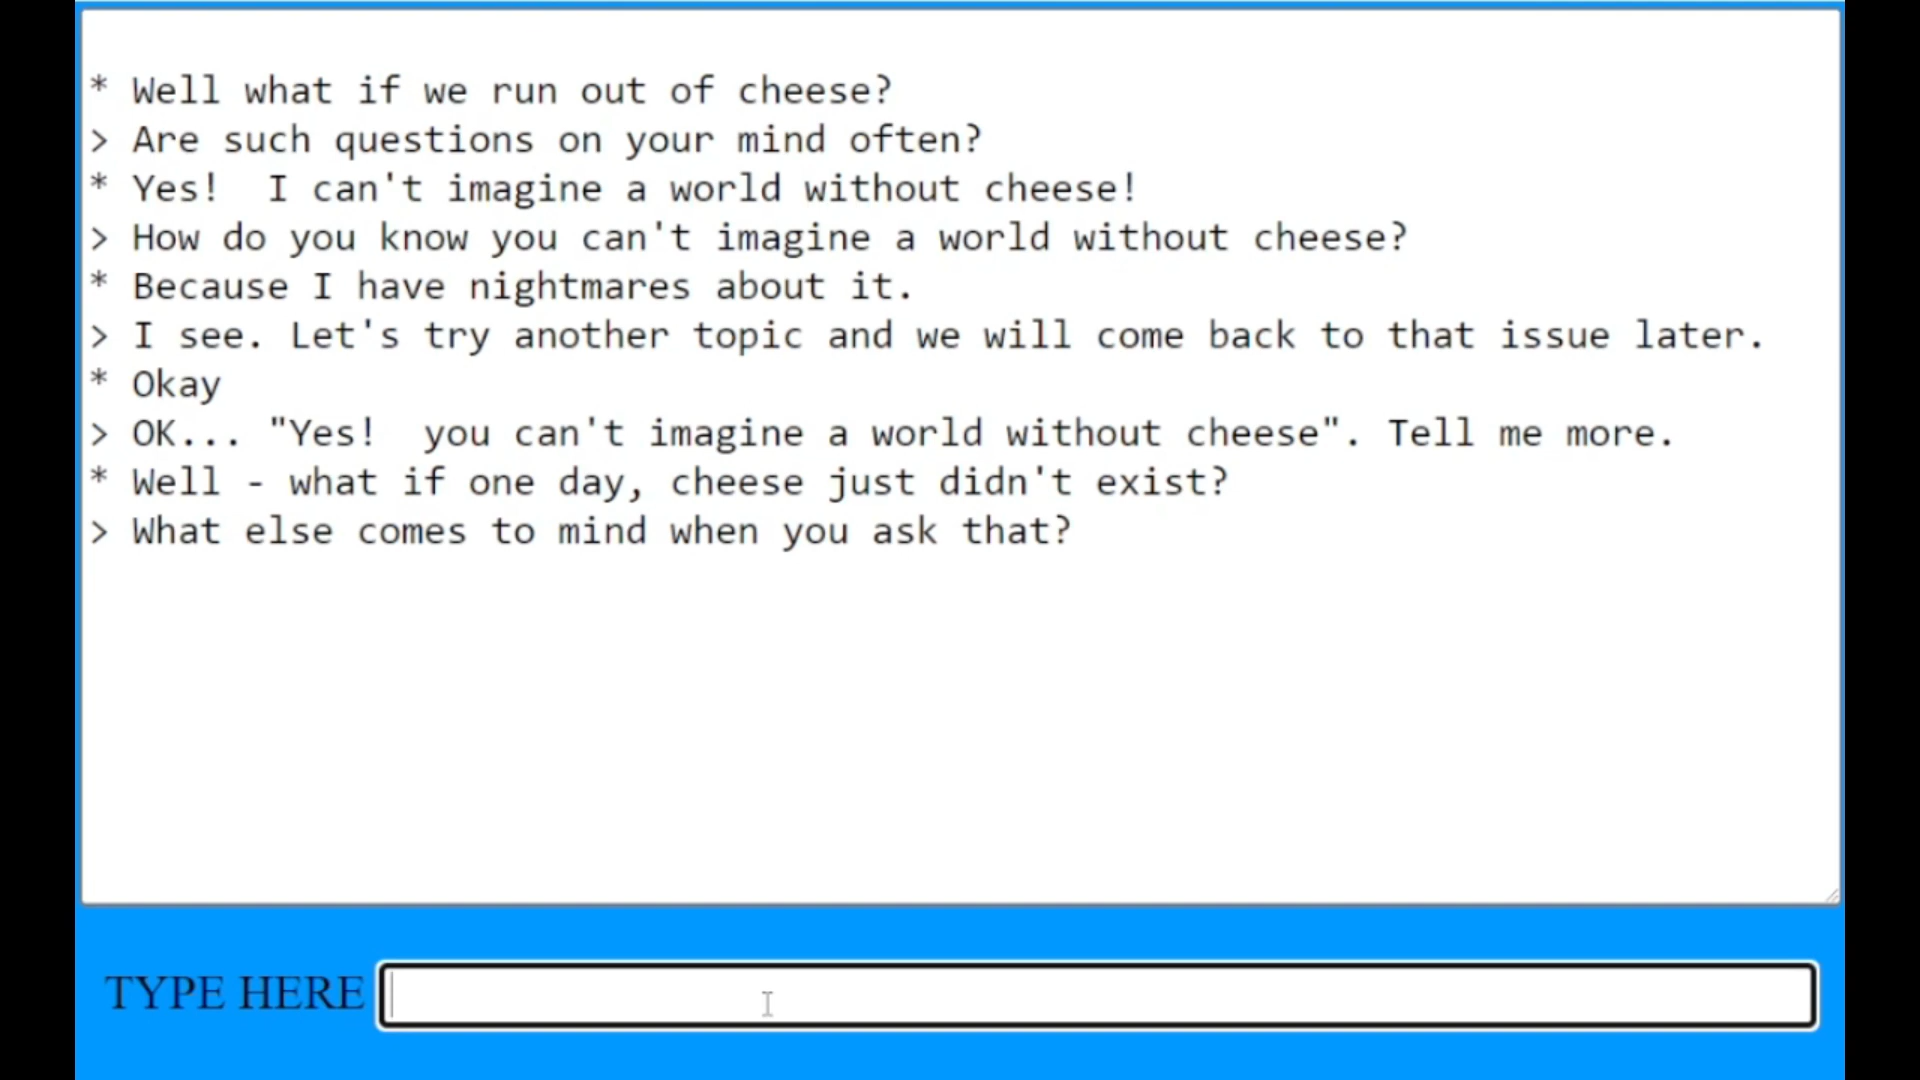 * Well what if we run out of cheese?
> Are such questions on your mind often?
* Yes!  I can't imagine a world without cheese!
> How do you know you can't imagine a world without cheese?
* Because I have nightmares about it.
> I see. Let's try another topic and we will come back to that issue later.
* Okay
> OK... "Yes!  you can't imagine a world without cheese". Tell me more.
* Well - what if one day, cheese just didn't exist?
> What else comes to mind when you ask that?
TYPE HERE